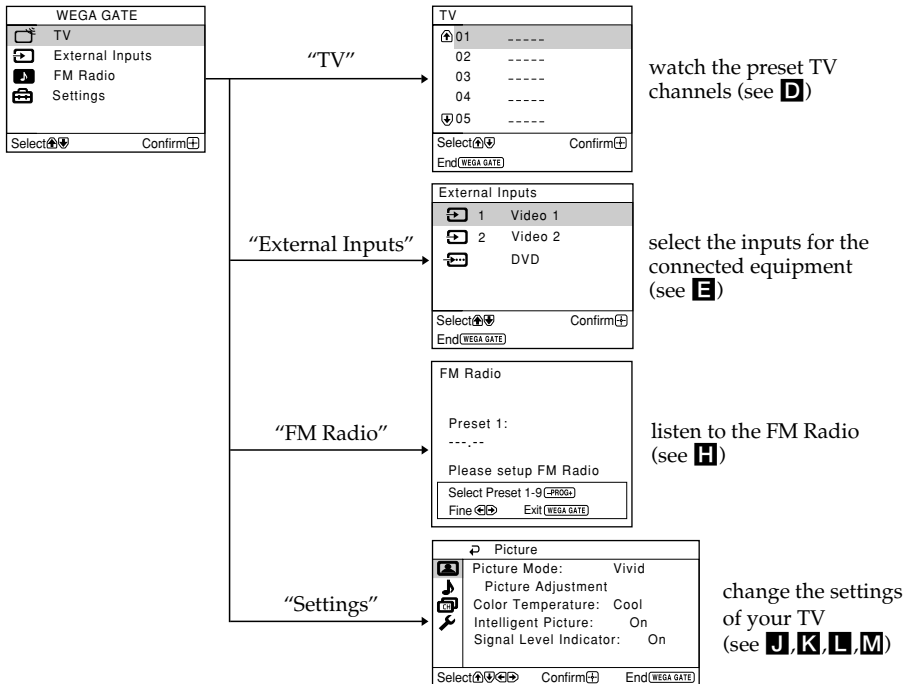 WEGA GATE
TV
External Inputs
FM Radio
Settings
Select Confirm
“TV”
TV
01 -----
02 -----
03 -----
04 -----
05 -----
Select Confirm
End WEGA GATE
watch the preset TV
channels (see D)
“External Inputs”
External Inputs
1 Video 1
2 Video 2
DVD
Select Confirm
End WEGA GATE
select the inputs for the
connected equipment
(see E)
“FM Radio”
FM Radio
Preset 1:
---.--
Please setup FM Radio
Select Preset 1-9 -PROG+
Fine Exit WEGA GATE
listen to the FM Radio
(see H)
“Settings”
Picture
Picture Mode: Vivid
Picture Adjustment
Color Temperature: Cool
Intelligent Picture: On
Signal Level Indicator: On
CH
Select Confirm End WEGA GATE
change the settings
of your TV
(see J,K,L,M)